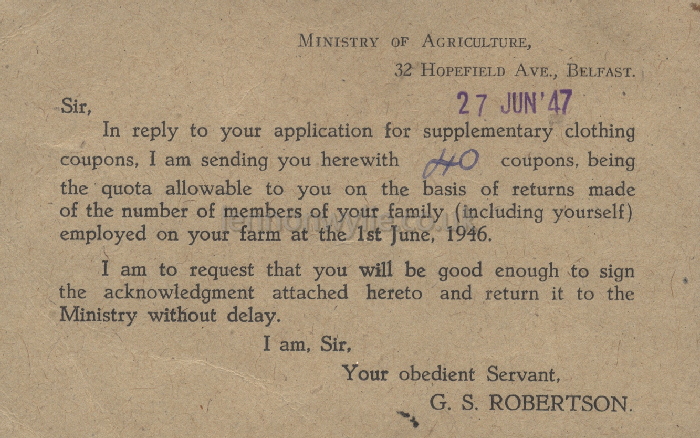 MINISTRY OF AGRICULTURE,
32 HOPEFIELD AVE., BELFAST.
27 JUN '47
Sir,
In reply to your application for supplementary clothing
coupons, I am sending you herewith 40 coupons, being
the quota allowable to you on the basis of returns made
of the number of members of your family (including yourself)
employed on your farm at the 1st June, 1946.
I am to request that you will be good enough to sign
the acknowledgment attached hereto and return it to the
Ministry without delay.
I am, Sir,
Your obedient Servant,
G. S. ROBERTSON.